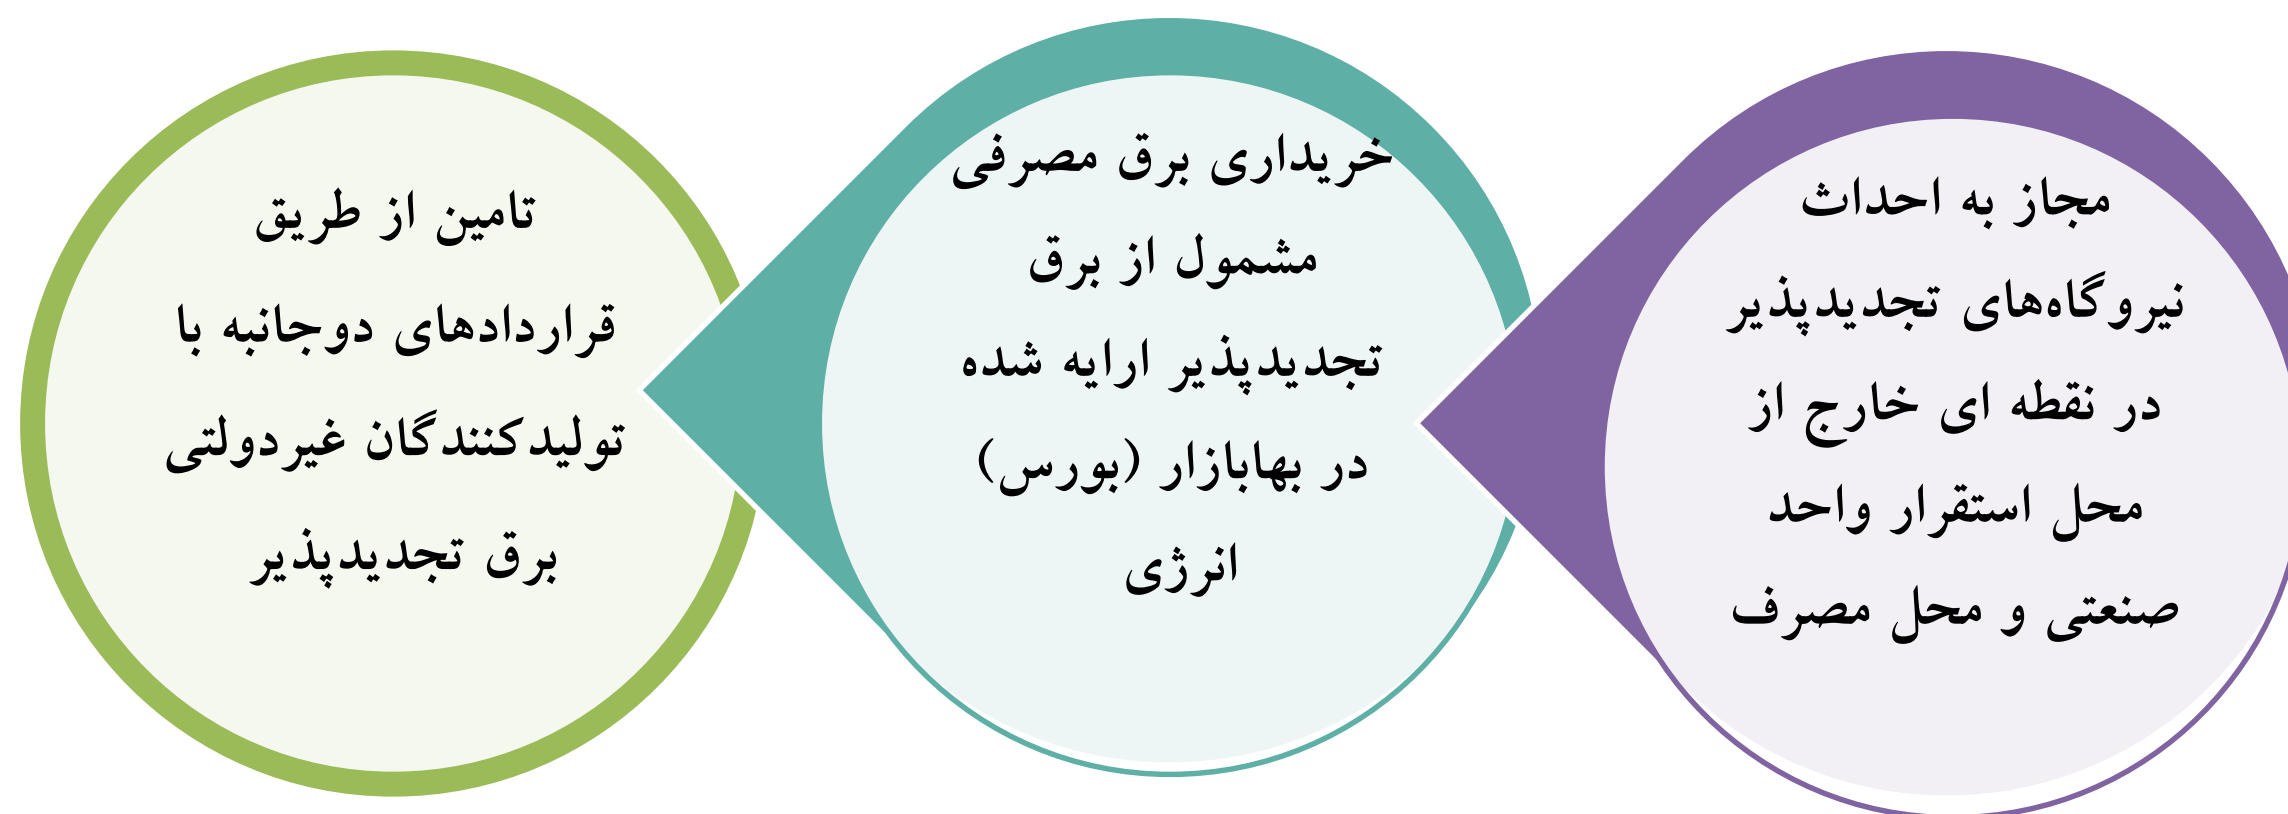 مجاز به احداث
نیروگاه‌های تجدیدپذیر
در نقطه ای خارج از
محل استقرار واحد
صنعتی و محل مصرف
خریداری برق مصرفی
مشمول از برق
تجدیدپذیر ارایه شده
در بهابازار (بورس)
انرژی
تامین از طریق
قراردادهای دوجانبه با
تولیدکنندگان غیردولتی
برق تجدیدپذیر